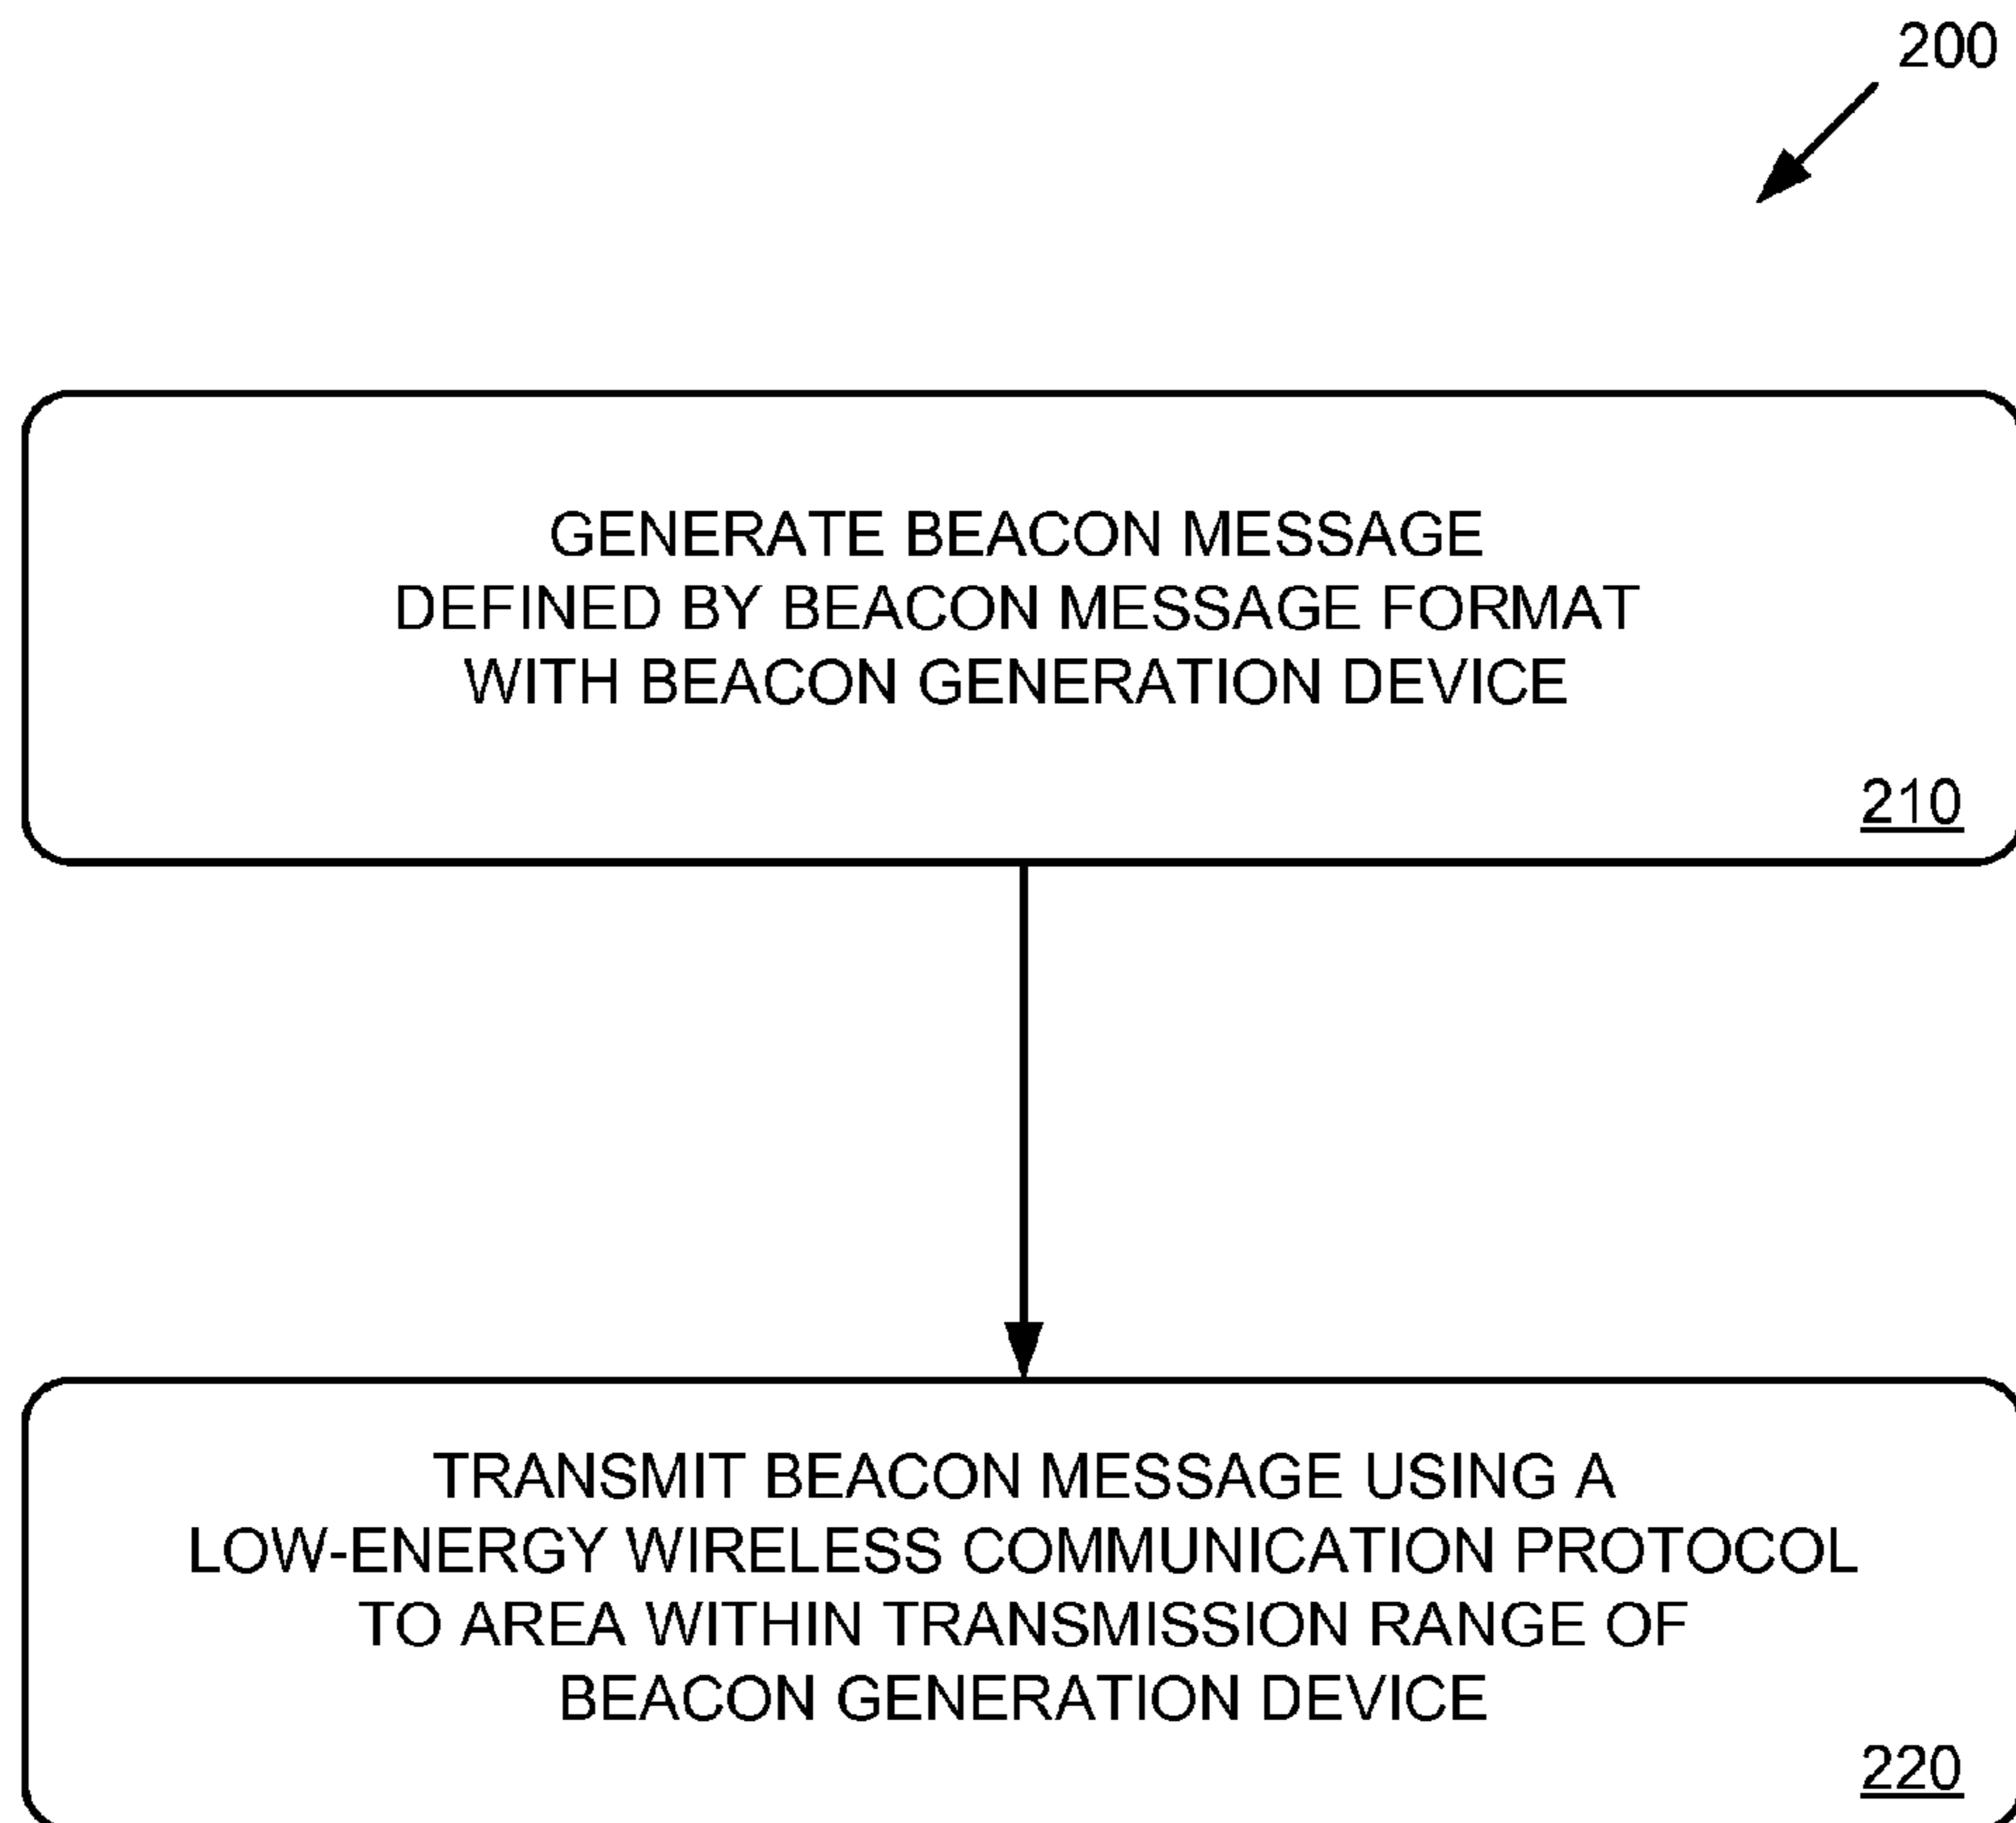 200
GENERATE BEACON MESSAGE
DEFINED BY BEACON MESSAGE FORMAT
WITH BEACON GENERATION DEVICE
210
TRANSMIT BEACON MESSAGE USING A
LOW-ENERGY WIRELESS COMMUNICATION PROTOCOL
TO AREA WITHIN TRANSMISSION RANGE OF
BEACON GENERATION DEVICE
220